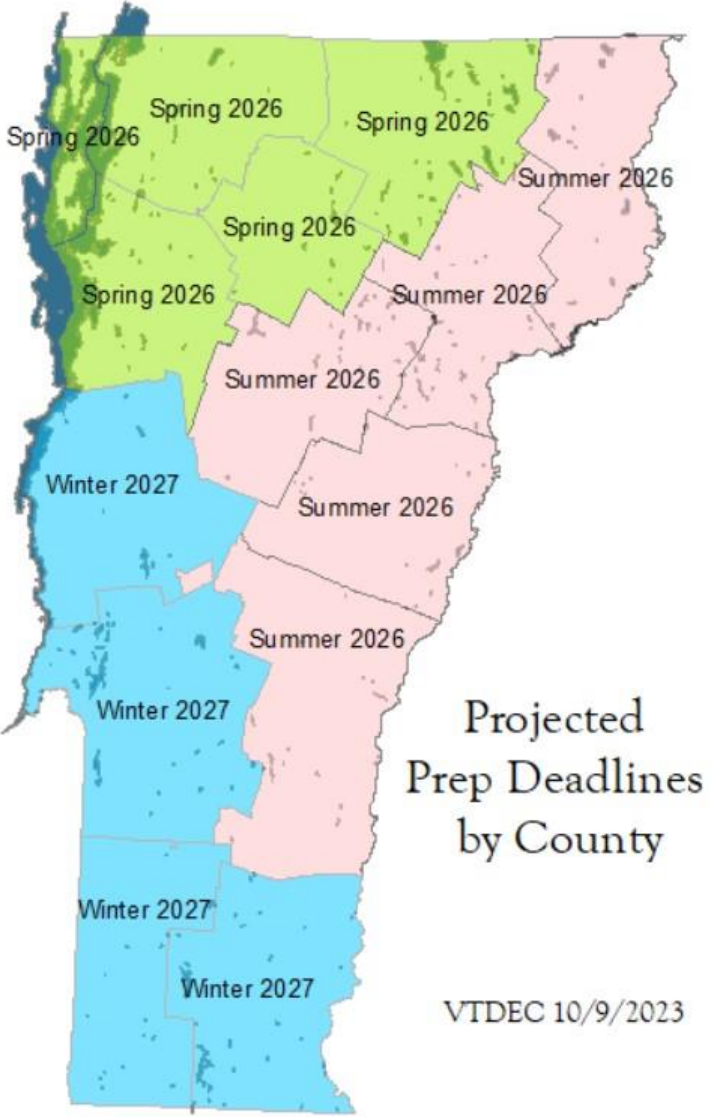 Spring 2026
Spring 2026
Spring 2026
Summer 2026
Spring 2026
Spring 2026
Summer 2026
Summer 2026
Winter 2027
Summer 2026
Summer 2026
Winter 2027
Projected
Prep Deadlines
by County
Winter 2027
Winter 2027
VTDEC 10/9/2023